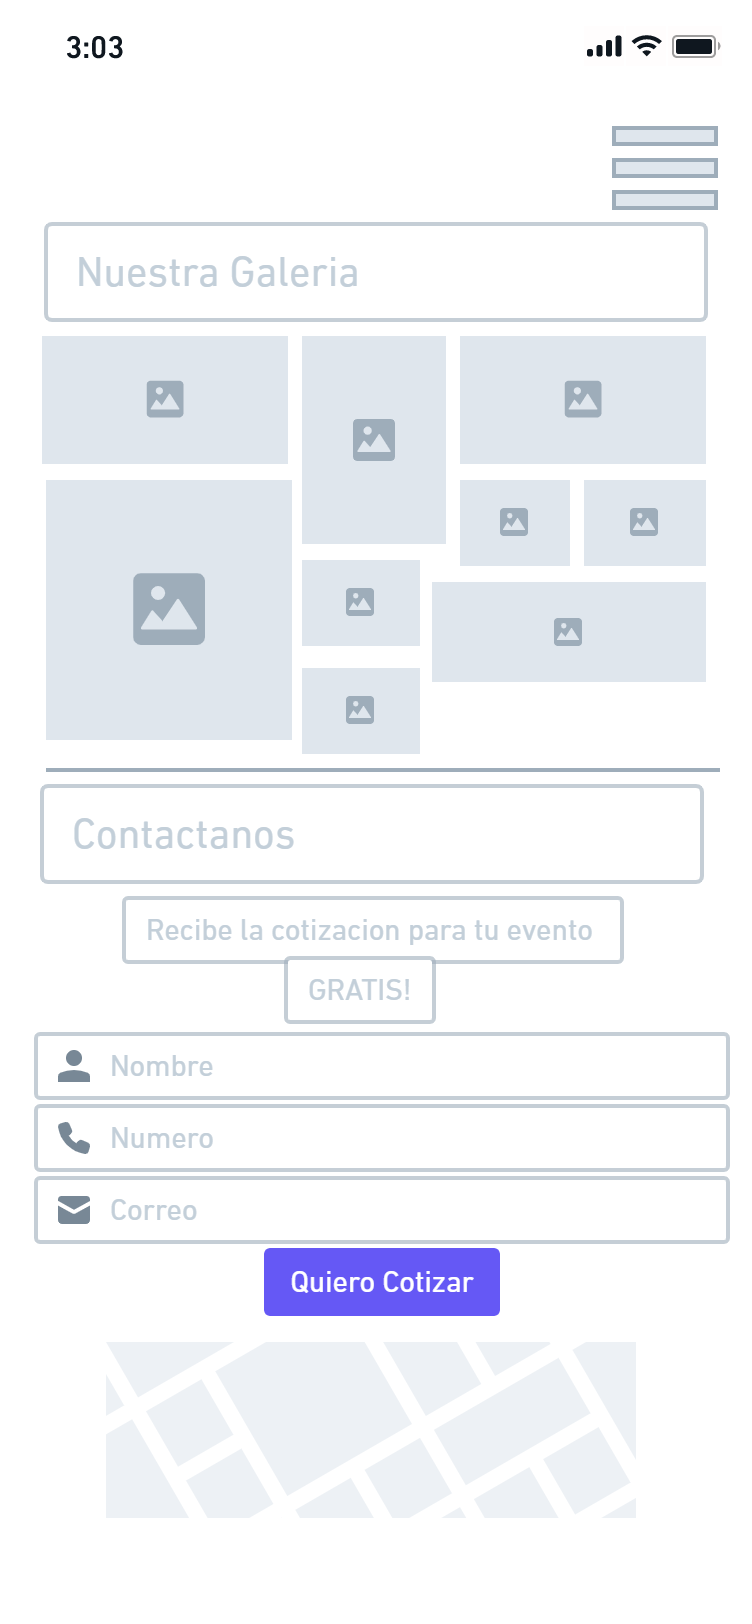 3:03
Nuestra Galeria
Contactanos
Recibe la cotizacion para tu evento
GRATIS!
Nombre
Numero
Correo
Quiero Cotizar